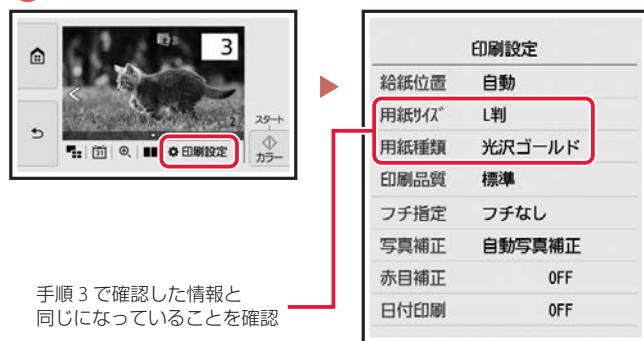 3
2
スタート
カラー
31
印刷設定
印刷設定
給紙位置 自動
用紙サイズ L判
用紙種類 光沢ゴールド
印刷品質 標準
フチ指定 フチなし
写真補正 自動写真補正
赤目補正 OFF
日付印刷 OFF
手順 3 で確認した情報と
同じになっていることを確認